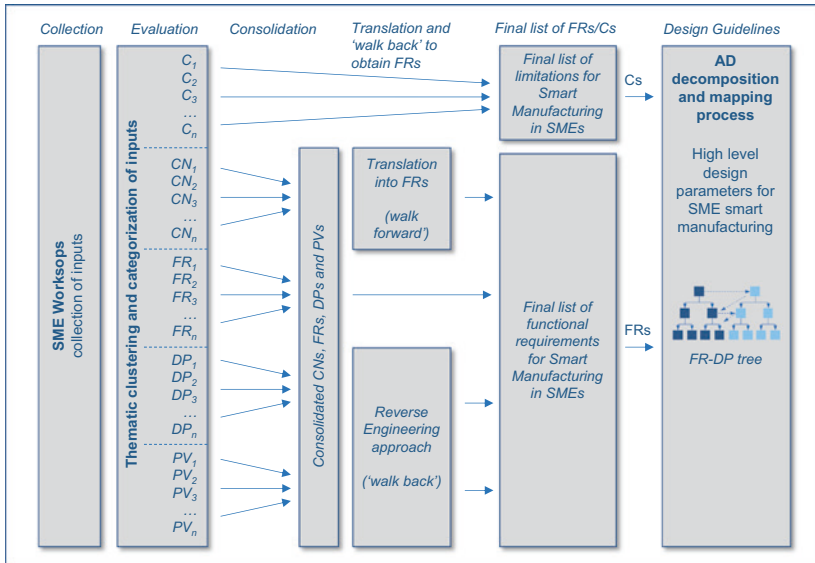 Collection
Evaluation
Consolidation
Translation and
‘walk back’ to
obtain FRs
Final list of FRs/Cs
Design Guidelines
SME Worksops
collection of inputs
Thematic clustering and categorization of inputs
C1
C2
C3
…
Cn
CN1
CN2
CN3
…
CNn
FR1
FR2
FR3
…
FRn
DP1
DP2
DP3
…
DPn
PV1
PV2
PV3
…
PVn
Consolidated CNs, FRs, DPs and PVs
Translation
into FRs
(walk
forward’)
Reverse
Engineering
approach
(‘walk back’)
Final list of
limitations for
Smart
Manufacturing
in SMEs
Final list of
functional
requirements
for Smart
Manufacturing
in SMEs
Cs
FRs
AD
decomposition
and mapping
process
High level
design
parameters for
SME smart
manufacturing
FR-DP tree